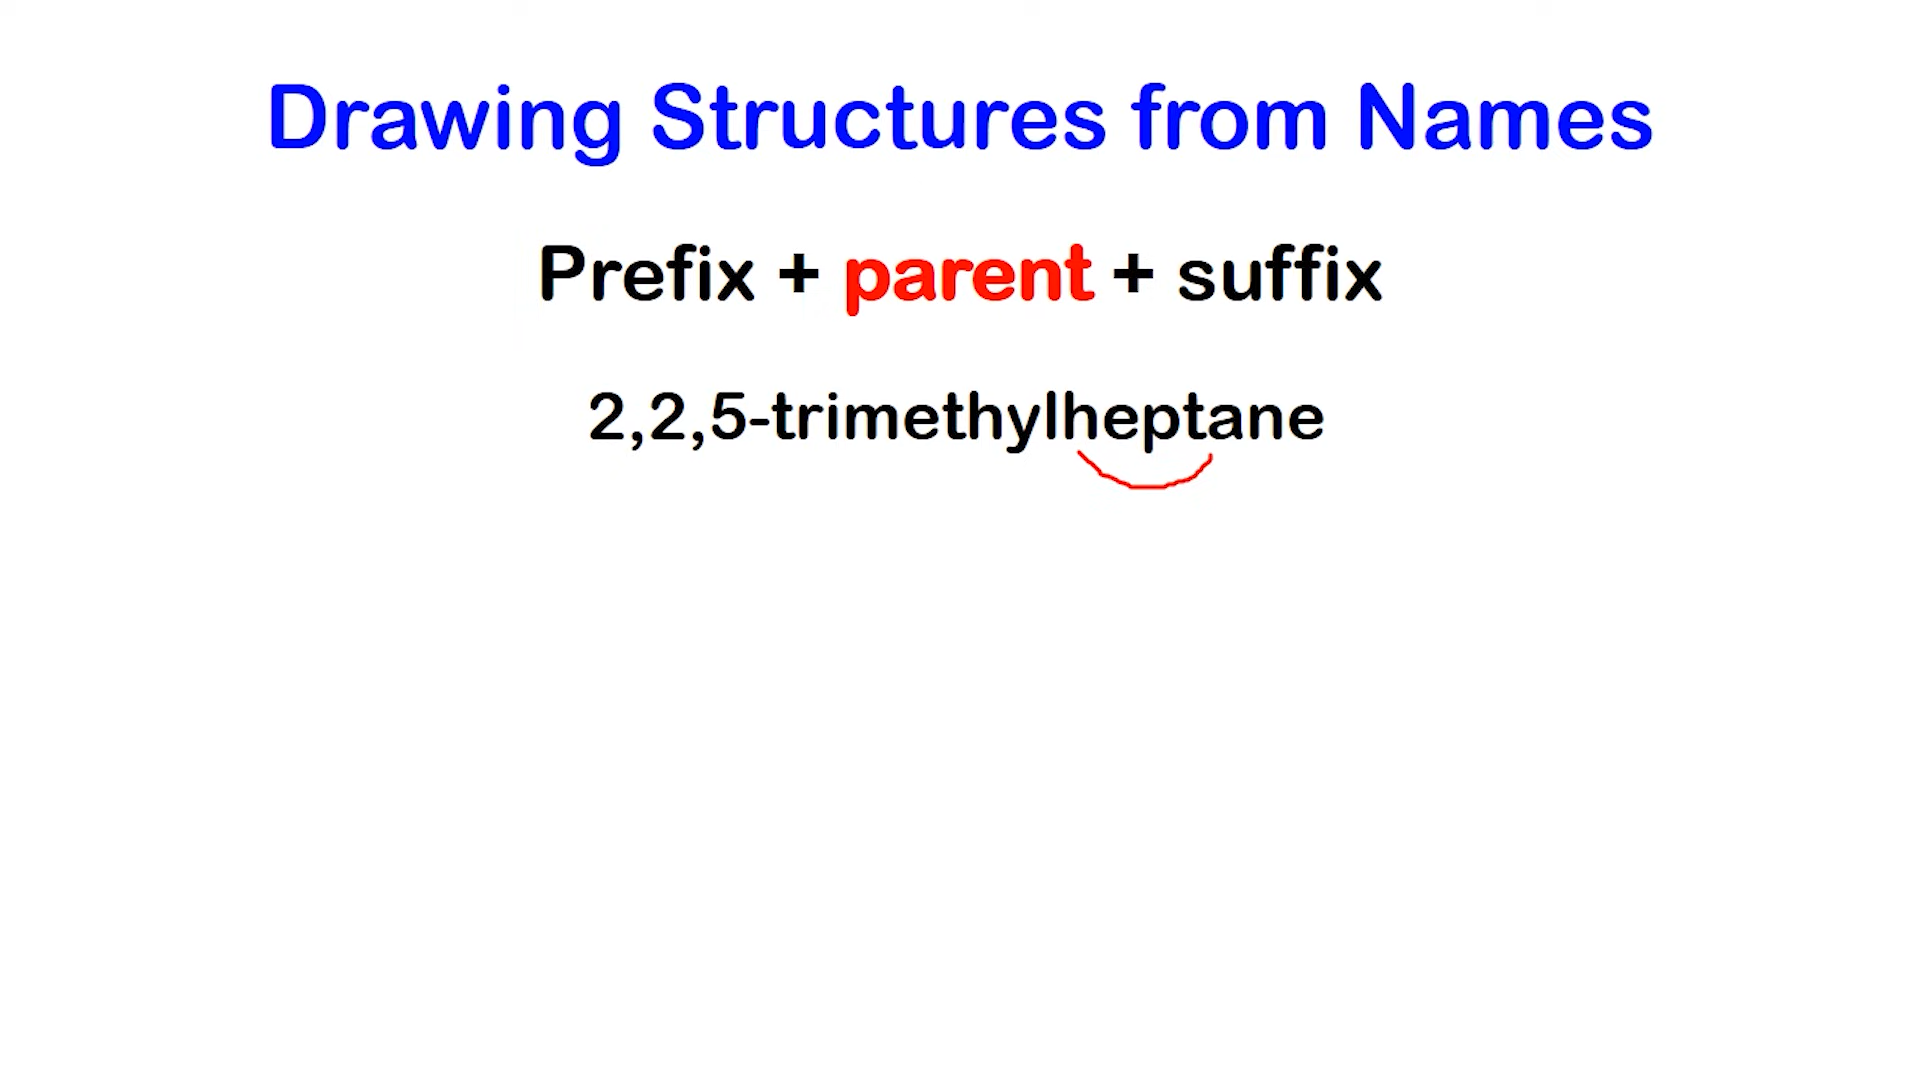 Drawing Structures from Names
Prefix + parent + suffix
2,2,5-trimethylheptane